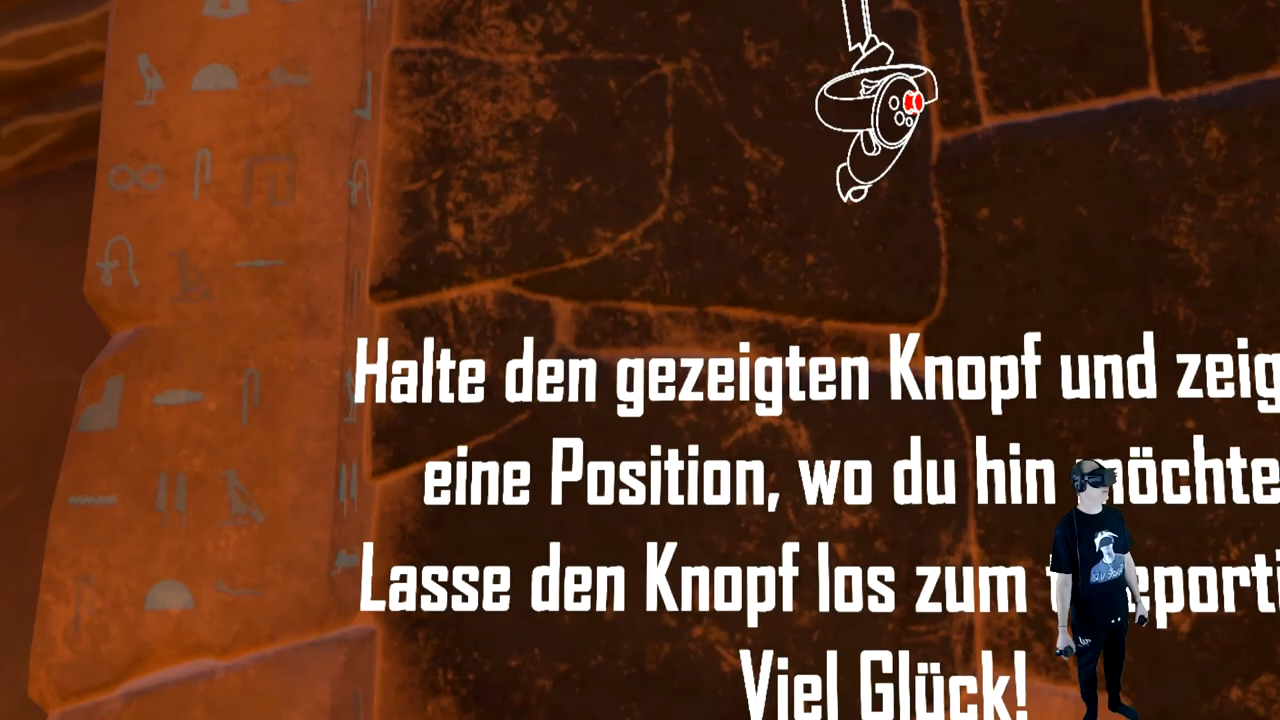 Halte den gezeigten Knopf und zeig
eine Position, wo du hin möchte
Lasse den Knopf los zum
Viel Glück!